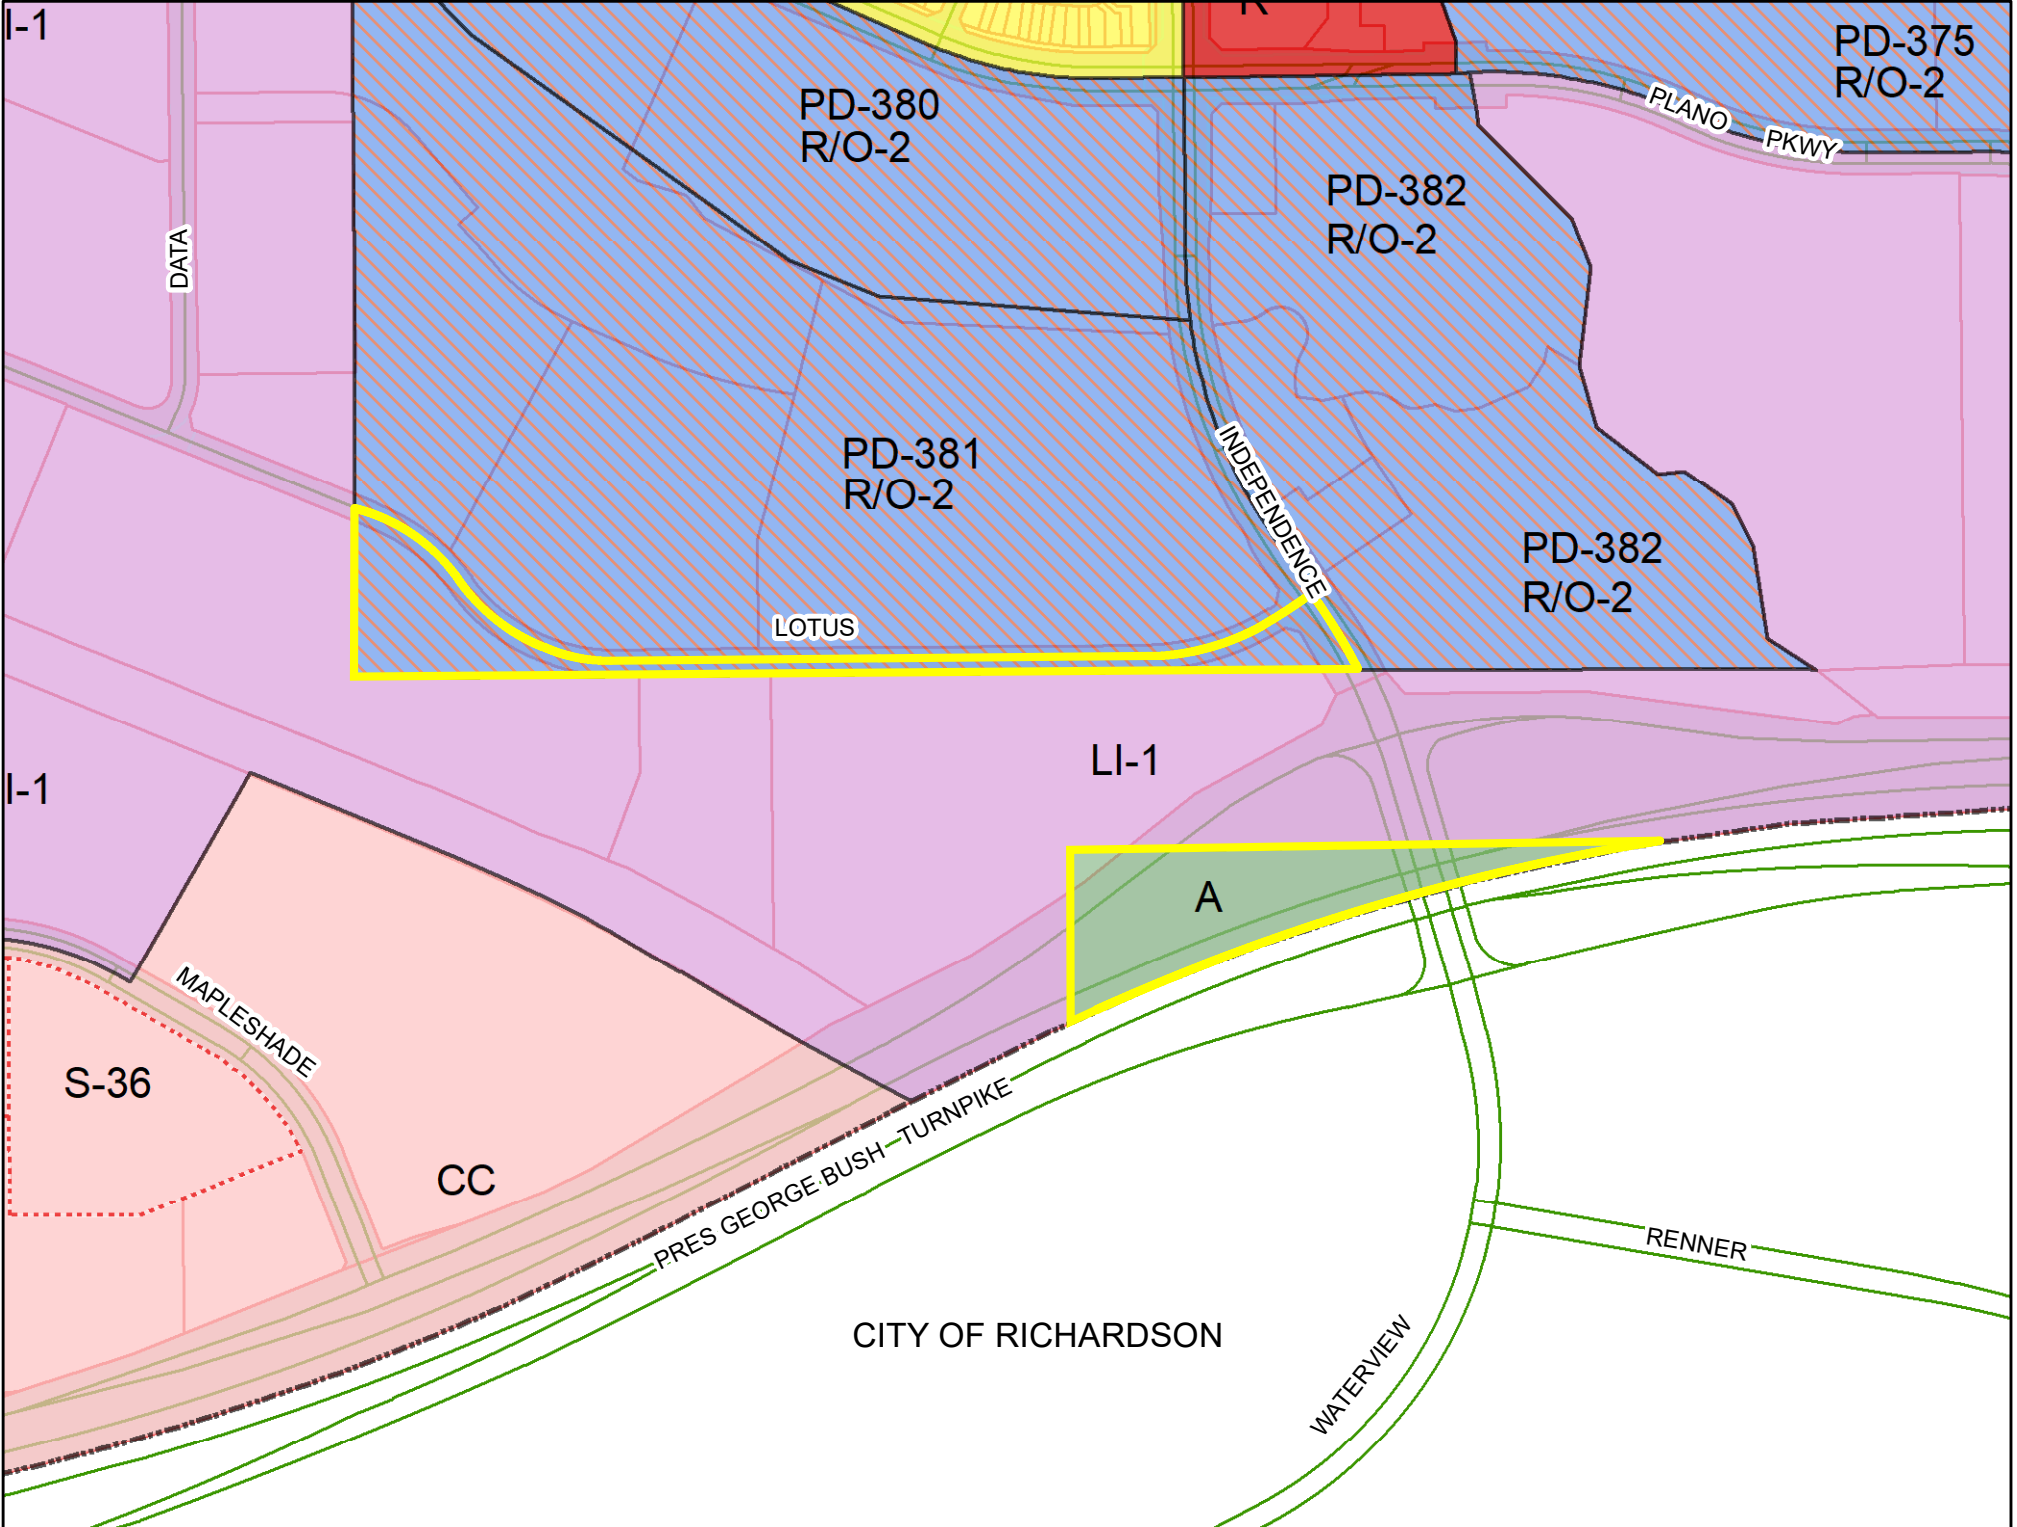 I-1
PD-375
R/O-2
PD-380
R/O-2
PLANO
PKWY
PD-382
R/O-2
DATA
PD-381
R/O-2
INDEPENDENCE
PD-382
R/O-2
LOTUS
LI-1
I-1
A
MAPLESHADE
S-36
CC
PRES GEORGE BUSH TURNPIKE
RENNER
CITY OF RICHARDSON
WATERVIEW